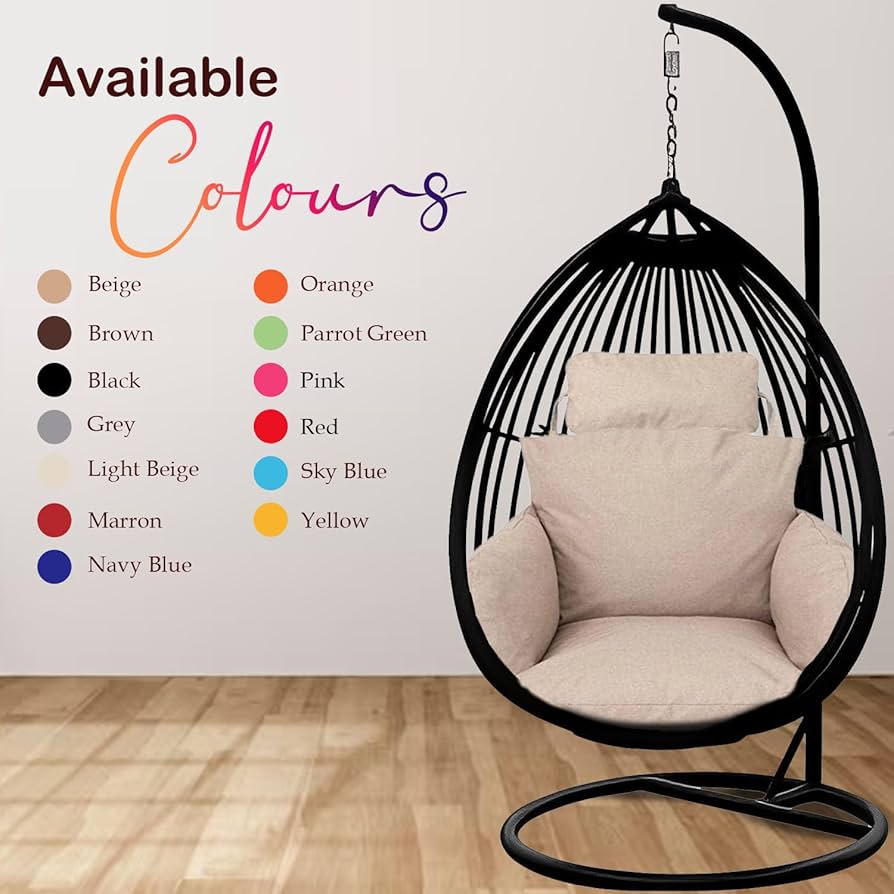 Available
Colours
Beige
Brown
Black
Grey
Light Beige
Marron
Navy Blue
Orange
Parrot Green
Pink
Red
Sky Blue
Yellow